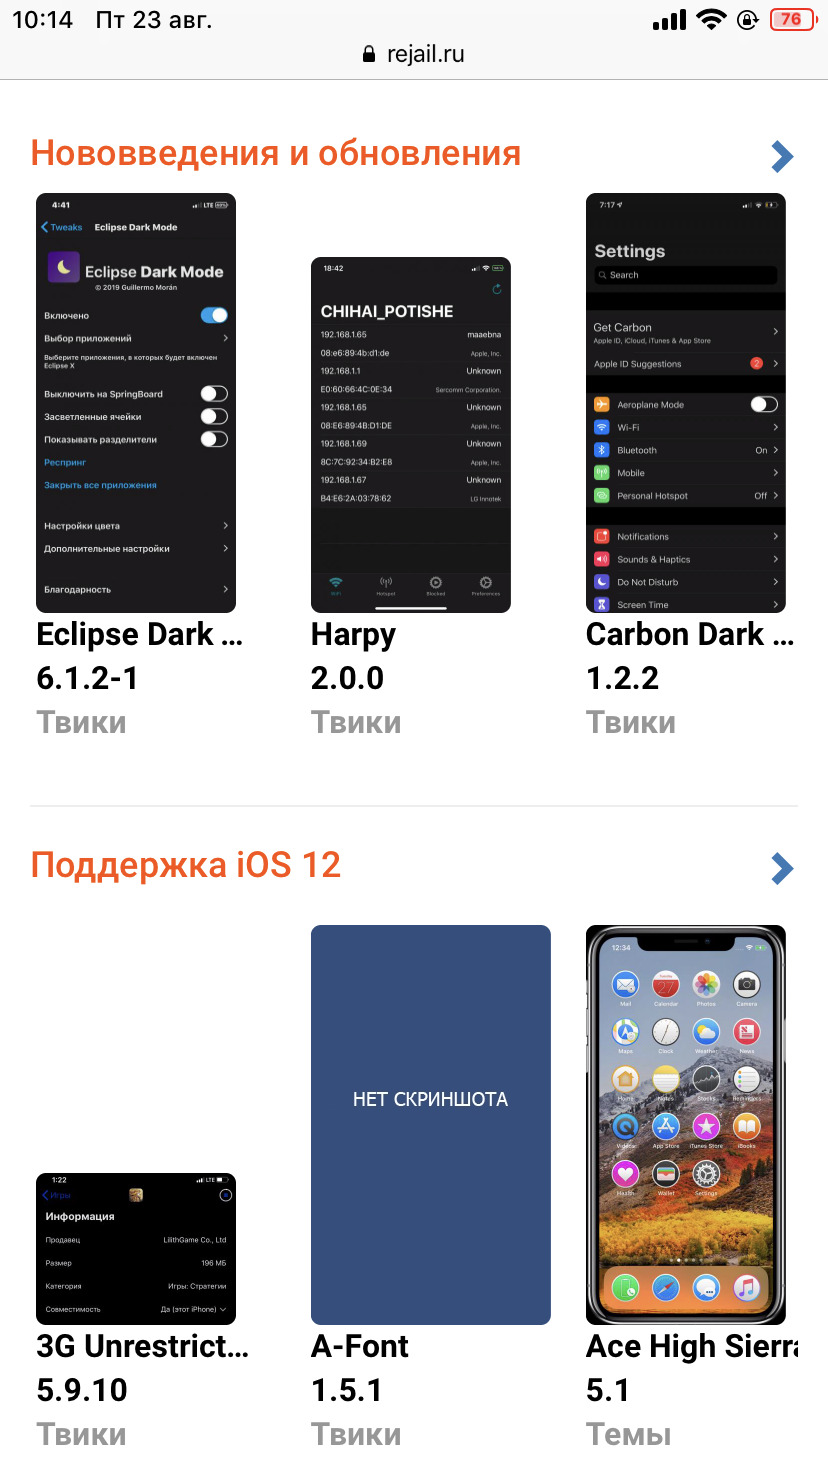 10:14 Пт 23 авг. 76
rejail.ru
Нововведения и обновления
4:41 LTE
Tweaks Eclipse Dark Mode
Eclipse Dark Mode
© 2019 Guillermo Morán
Включено
Выбор приложений
Выберите приложения, в которых будет включен
Eclipse X
Выключить на SpringBoard
Засветленные ячейки
Показывать разделители
Респринг
Закрыть все приложения
Настройки цвета
Дополнительные настройки
Благодарность
Eclipse Dark ...
6.1.2-1
Твики
18:42
CHIHAI_POTISHE
192.168.1.65 maaebna
08:e6:89:4b:d1:de Apple, Inc.
192.168.1.1 Unknown
E0:60:66:4C:0E:34 Sercomm Corporation.
192.168.1.65 Unknown
08:E6:89:4B:D1:DE Apple, Inc.
192.168.1.69 Unknown
8C:7C:92:34:B2:E8 Apple, Inc.
192.168.1.67 Unknown
B4:E6:2A:03:78:62 LG Innotek
WiFi Hotspot Blocked Preferences
Harpy
2.0.0
Твики
7:17
Settings
Search
Get Carbon
Apple ID, iCloud, iTunes & App Store
Apple ID Suggestions 2
Aeroplane Mode
Wi-Fi
Bluetooth On
Mobile
Personal Hotspot Off
Notifications
Sounds & Haptics
Do Not Disturb
Screen Time
Carbon Dark ...
1.2.2
Твики
Поддержка iOS 12
1:22 LTE
Игры
Информация
Продавец LilithGame Co., Ltd
Размер 196 МБ
Категория Игры: Стратегии
Совместимость Да (этот iPhone)
3G Unrestrict...
5.9.10
Твики
НЕТ СКРИНШОТА
A-Font
1.5.1
Твики
12:34
27
Mail Calendar Photos Camera
Maps Clock Weather News
Home Notes Stocks Reminders
Videos App Store iTunes Store iBooks
Health Wallet Settings
Ace High Sierra
5.1
Темы